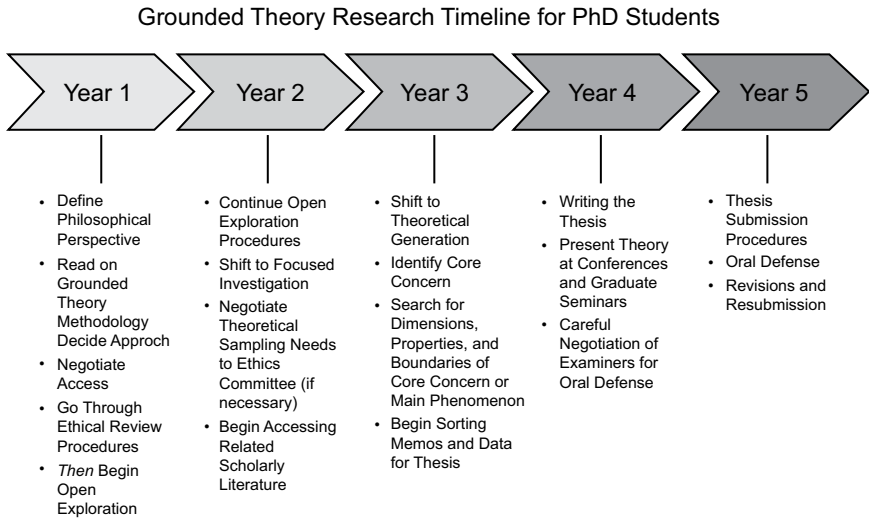 Grounded Theory Research Timeline for PhD Students
Year 1
Year 2
Year 3
Year 4
Year 5
• Define
Philosophical
Perspective
• Read on
Grounded
Theory
Methodology
Decide Approch
• Negotiate
Access
• Go Through
Ethical Review
Procedures
• Then Begin
Open
Exploration
• Continue Open
Exploration
Procedures
• Shift to Focused
Investigation
• Negotiate
Theoretical
Sampling Needs
to Ethics
Committee (if
necessary)
• Begin Accessing
Related
Scholarly
Literature
• Shift to
Theoretical
Generation
• Identify Core
Concern
• Search for
Dimensions,
Properties, and
Boundaries of
Core Concern or
Main Phenomenon
• Begin Sorting
Memos and Data
for Thesis
• Writing the
Thesis
• Present Theory
at Conferences
and Graduate
Seminars
• Careful
Negotiation of
Examiners for
Oral Defense
• Thesis
Submission
Procedures
• Oral Defense
• Revisions and
Resubmission